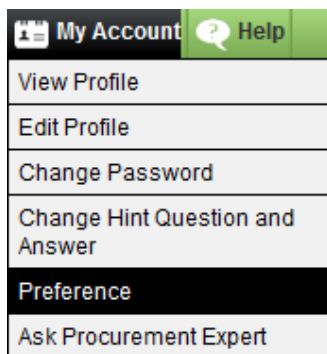 My Account Help
View Profile
Edit Profile
Change Password
Change Hint Question and
Answer
Preference
Ask Procurement Expert